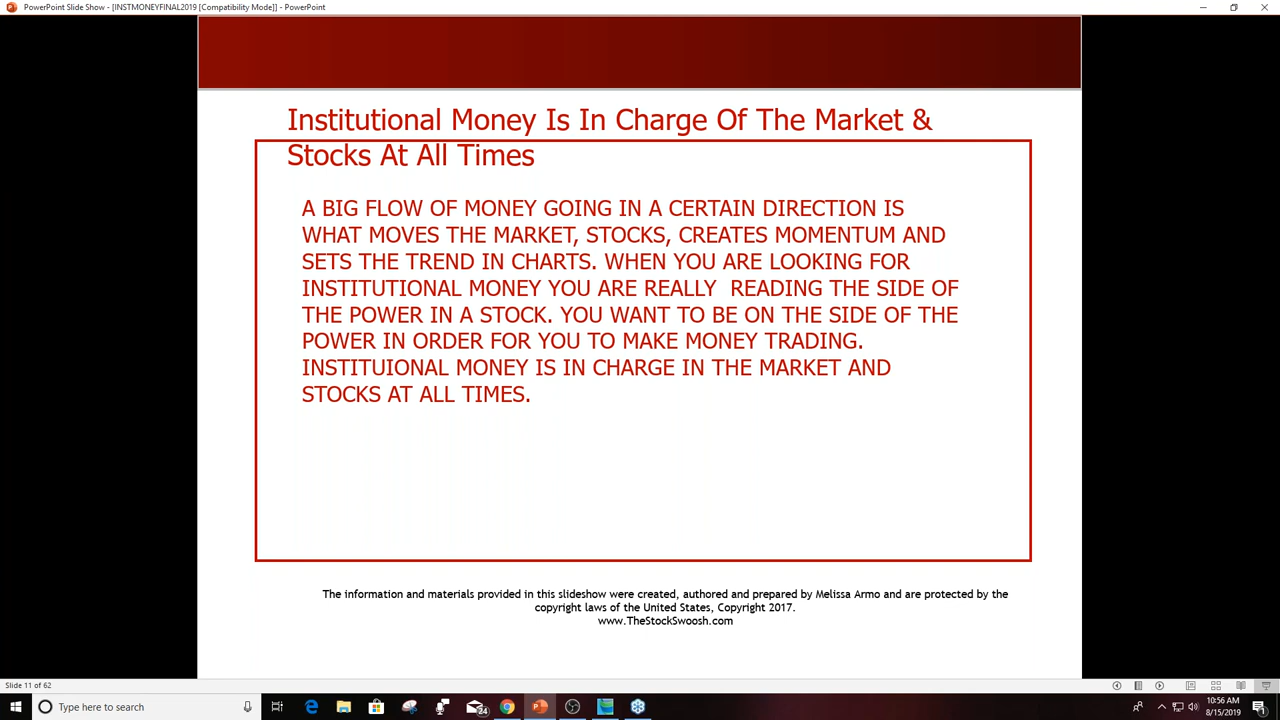 PowerPoint Slide Show - [INSTMONEYFINAL2019 [Compatibility Mode]] - PowerPoint
Institutional Money Is In Charge Of The Market &
Stocks At All Times
A BIG FLOW OF MONEY GOING IN A CERTAIN DIRECTION IS
WHAT MOVES THE MARKET, STOCKS, CREATES MOMENTUM AND
SETS THE TREND IN CHARTS. WHEN YOU ARE LOOKING FOR
INSTITUTIONAL MONEY YOU ARE REALLY  READING THE SIDE OF
THE POWER IN A STOCK. YOU WANT TO BE ON THE SIDE OF THE
POWER IN ORDER FOR YOU TO MAKE MONEY TRADING.
INSTITUIONAL MONEY IS IN CHARGE IN THE MARKET AND
STOCKS AT ALL TIMES.
The information and materials provided in this slideshow were created, authored and prepared by Melissa Armo and are protected by the
copyright laws of the United States, Copyright 2017.
www.TheStockSwoosh.com
Slide 11 of 62
Type here to search
24
10:56 AM
8/15/2019
1